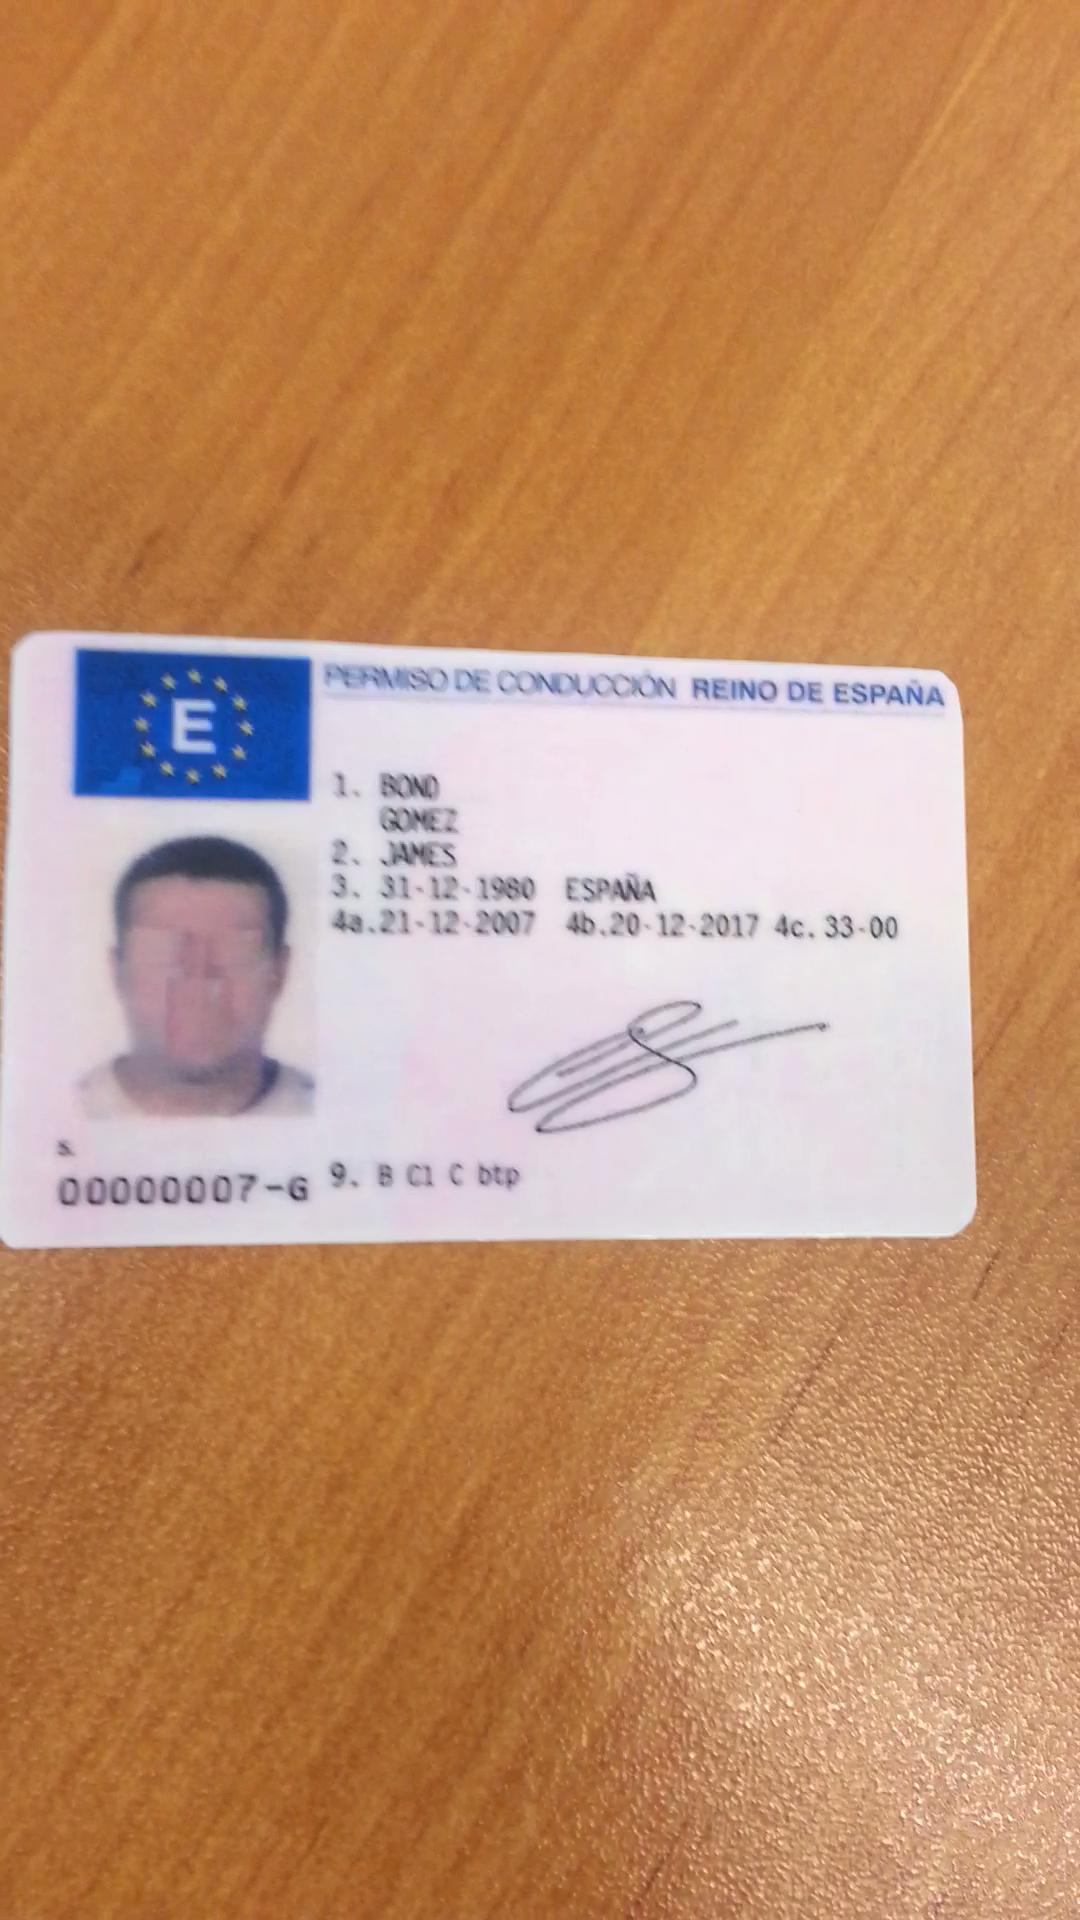 E
PERMISO DE CONDUCCIÓN REINO DE ESPAÑA
1. BOND
GOMEZ
2. JAMES
3. 31-12-1980 ESPAÑA
4a.21-12-2007 4b.20-12-2017 4c. 33-00
5.
00000007-G
9. B C1 C btp